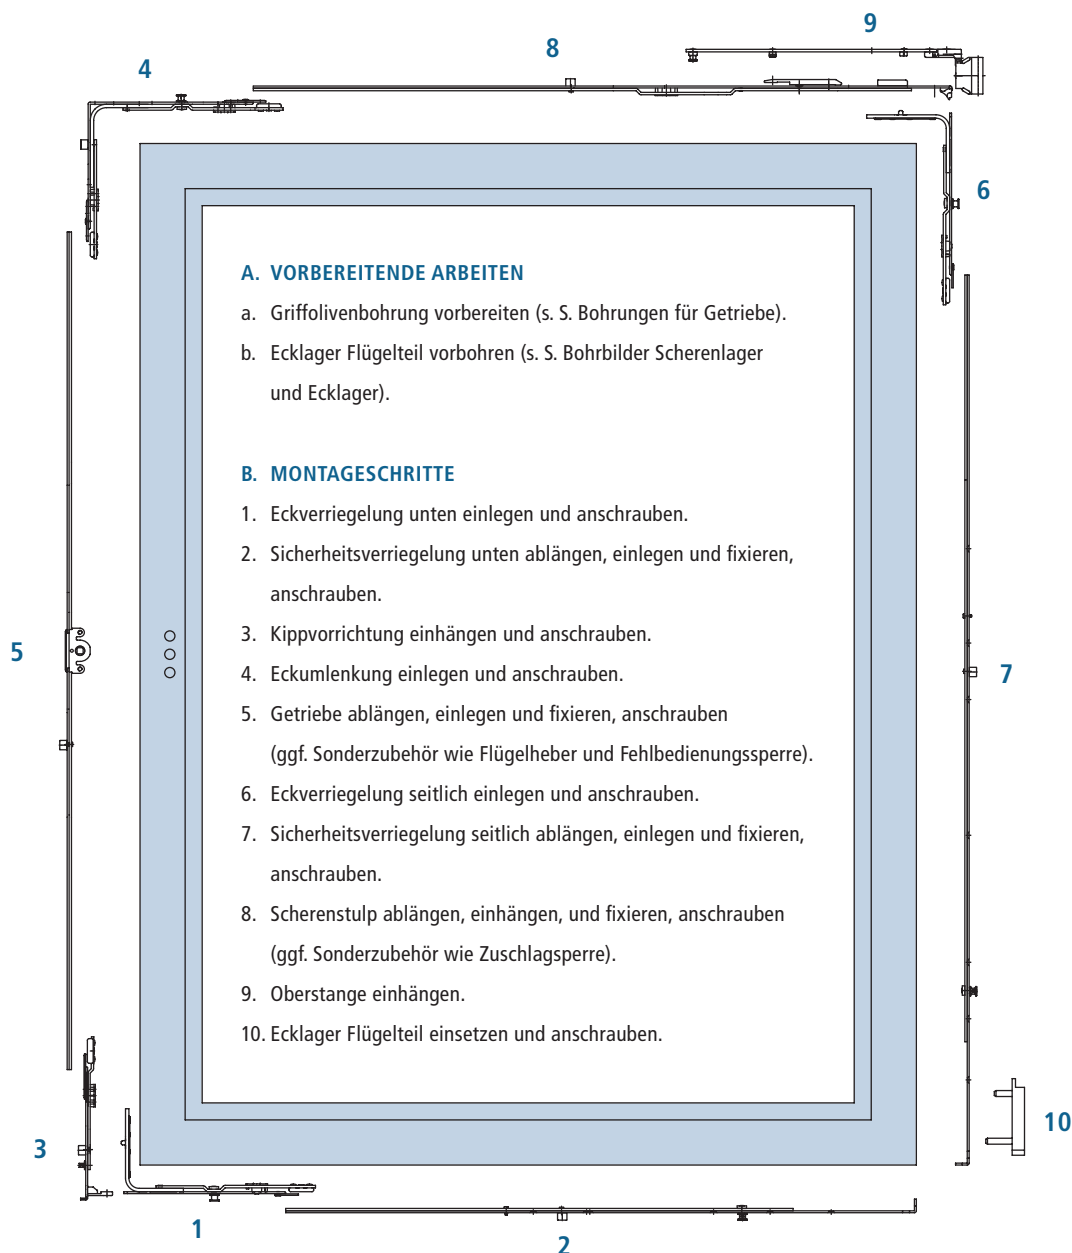 9
8
4
6
A. VORBEREITENDE ARBEITEN
a. Griffolivenbohrung vorbereiten (s. S. Bohrungen für Getriebe).
b. Ecklager Flügelteil vorbohren (s. S. Bohrbilder Scherenlager
und Ecklager).
B. MONTAGESCHRITTE
1. Eckverriegelung unten einlegen und anschrauben.
2. Sicherheitsverriegelung unten ablängen, einlegen und fixieren,
anschrauben.
3. Kippvorrichtung einhängen und anschrauben.
4. Eckumlenkung einlegen und anschrauben.
5. Getriebe ablängen, einlegen und fixieren, anschrauben
(ggf. Sonderzubehör wie Flügelheber und Fehlbedienungssperre).
6. Eckverriegelung seitlich einlegen und anschrauben.
7. Sicherheitsverriegelung seitlich ablängen, einlegen und fixieren,
anschrauben.
8. Scherenstulp ablängen, einhängen, und fixieren, anschrauben
(ggf. Sonderzubehör wie Zuschlagsperre).
9. Oberstange einhängen.
10. Ecklager Flügelteil einsetzen und anschrauben.
5
7
10
3
1
2